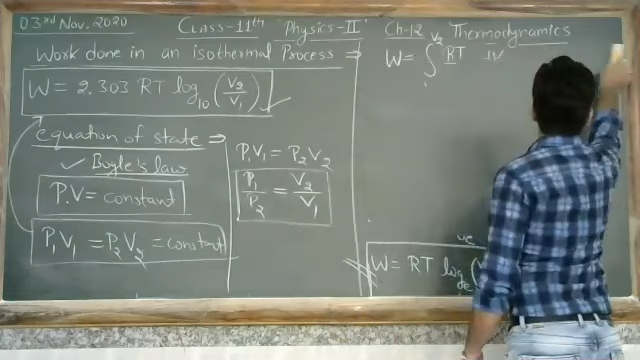 03rd Nov. 2020 Class-11th Physics-II Ch-12 Thermodynamics
Work done in an isothermal Process ⇒
W = 2.303 RT log10 (V2/V1)
equation of state ⇒
✓ Boyle's law
P.V = constant
P1V1 = P2V2 = constant
P1V1 = P2V2
P1/P2 = V2/V1
W = ∫ V2 RT
W = RT loge (V